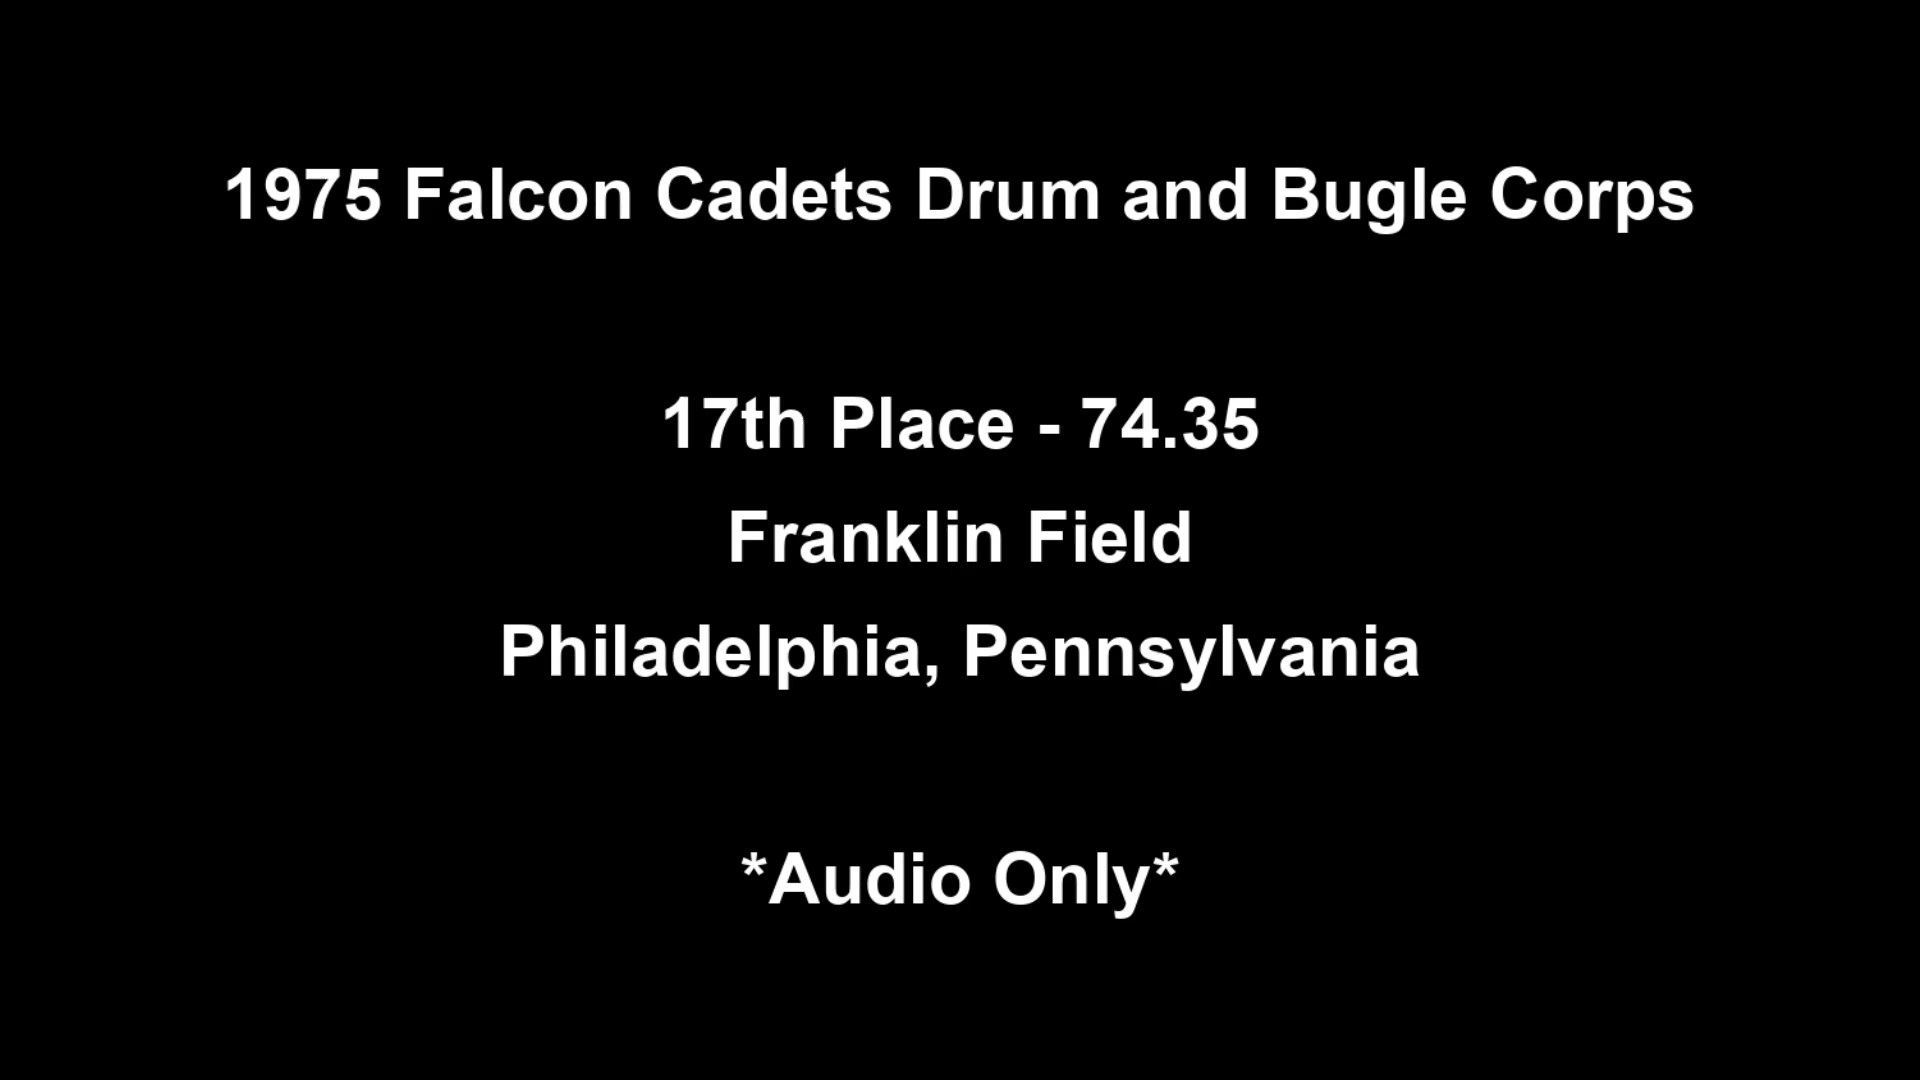 1975 Falcon Cadets Drum and Bugle Corps
17th Place - 74.35
Franklin Field
Philadelphia, Pennsylvania
*Audio Only*